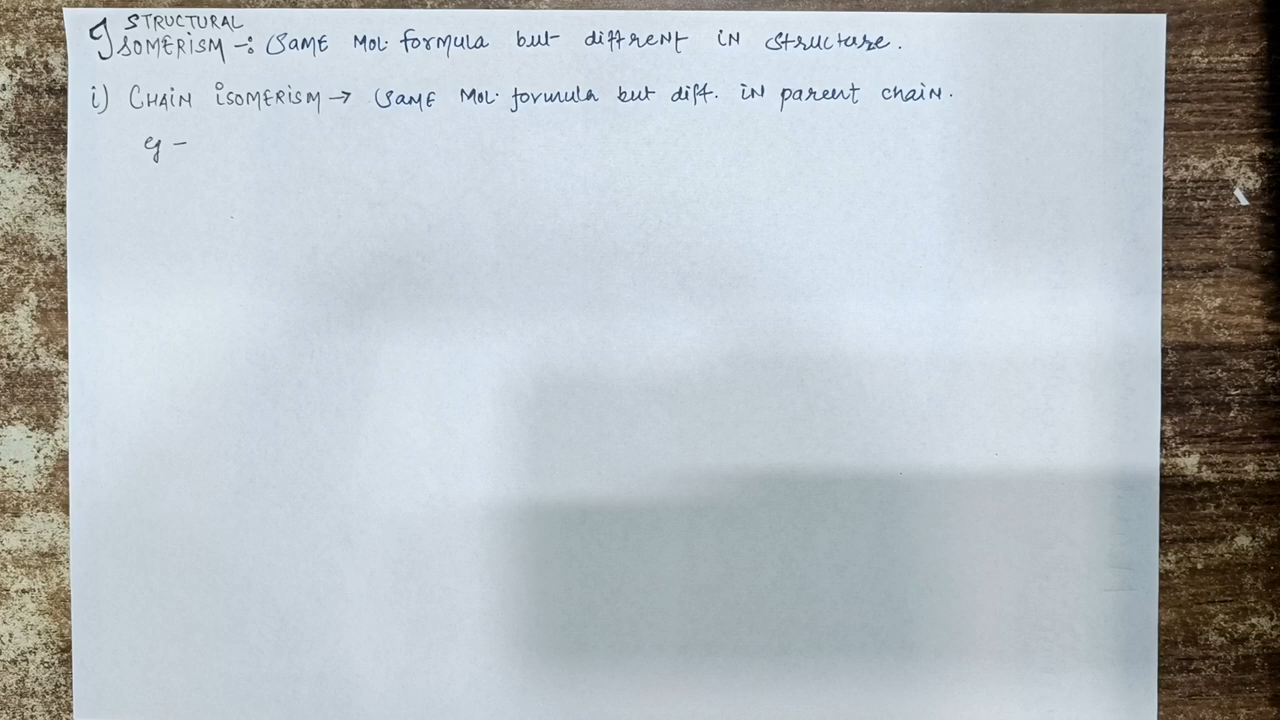 STRUCTURAL
ISOMERISM -: SAME MOL. formula but diffrent IN structure.
i) CHAIN ISOMERISM → SAME MOL. formula but diff. IN parent chain.
eg -